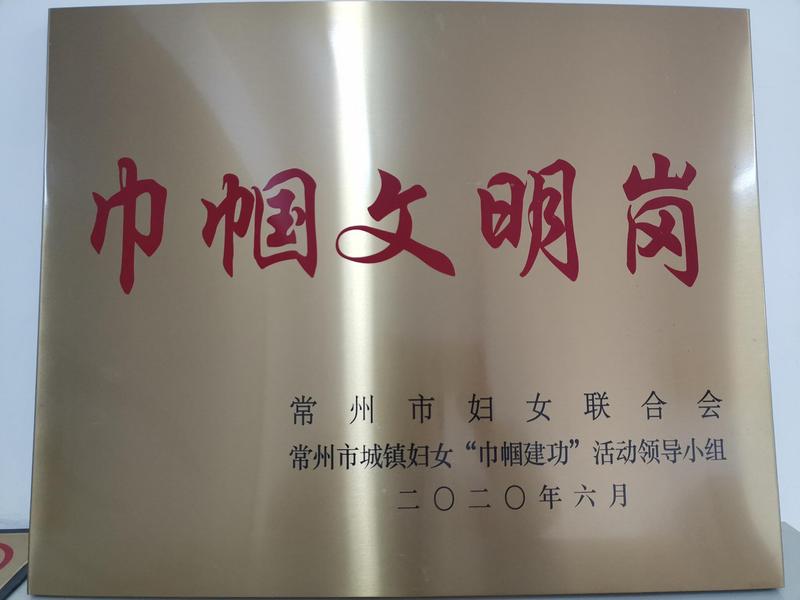 巾帼文明岗
常州市妇女联合会
常州市城镇妇女“巾帼建功”活动领导小组
二〇二〇年六月